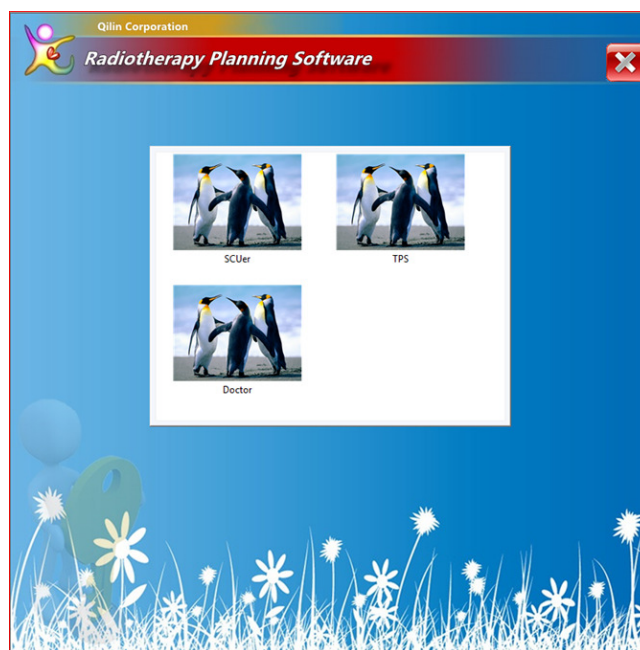 Qilin Corporation
Radiotherapy Planning Software
SCUer
TPS
Doctor